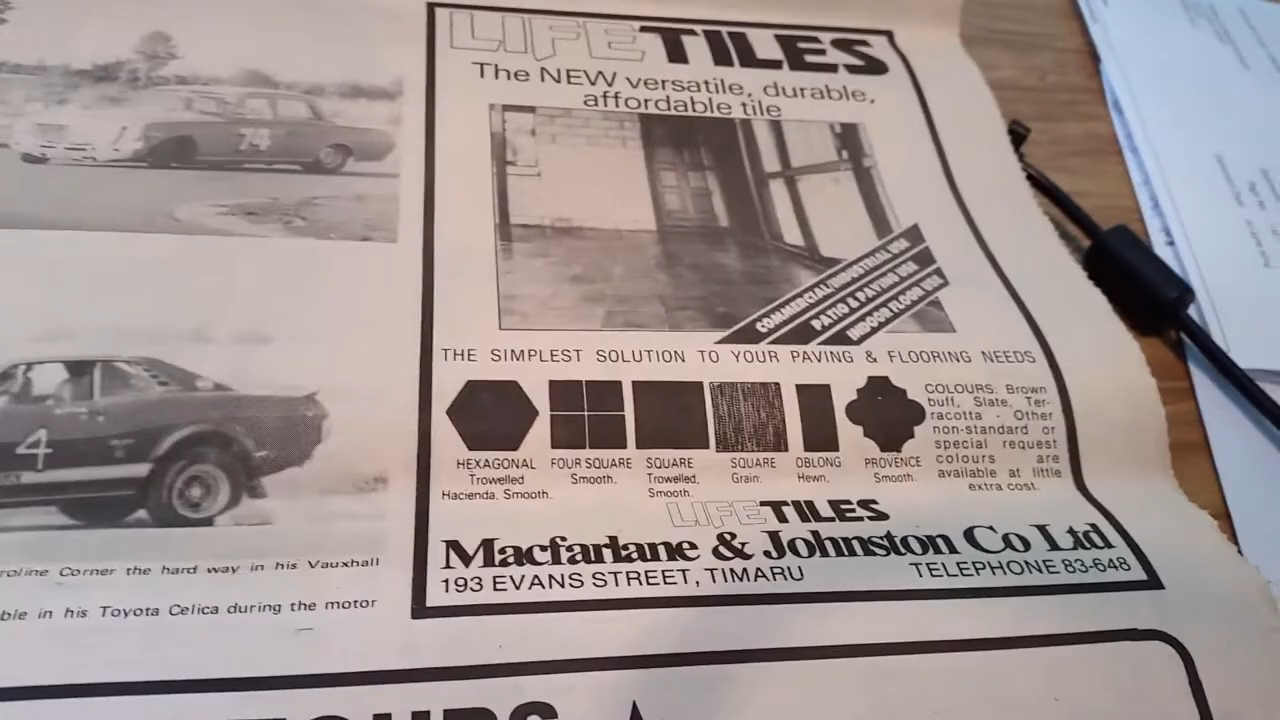 74
4
roline Corner the hard way in his Vauxhall
ble in his Toyota Celica during the motor
LIFETILES
The NEW versatile, durable,
affordable tile
COMMERCIAL/INDUSTRIAL USE
PATIO & PAVING USE
INDOOR FLOOR USE
THE SIMPLEST SOLUTION TO YOUR PAVING & FLOORING NEEDS
HEXAGONAL
Trowelled
Hacienda, Smooth.
FOUR SQUARE
Smooth.
SQUARE
Trowelled,
Smooth.
SQUARE
Grain.
OBLONG
Hewn.
PROVENCE
Smooth.
COLOURS: Brown
buff, Slate, Ter-
racotta - Other
non-standard or
special request
colours are
available at little
extra cost.
LIFETILES
Macfarlane & Johnston Co Ltd
193 EVANS STREET, TIMARU
TELEPHONE 83-648